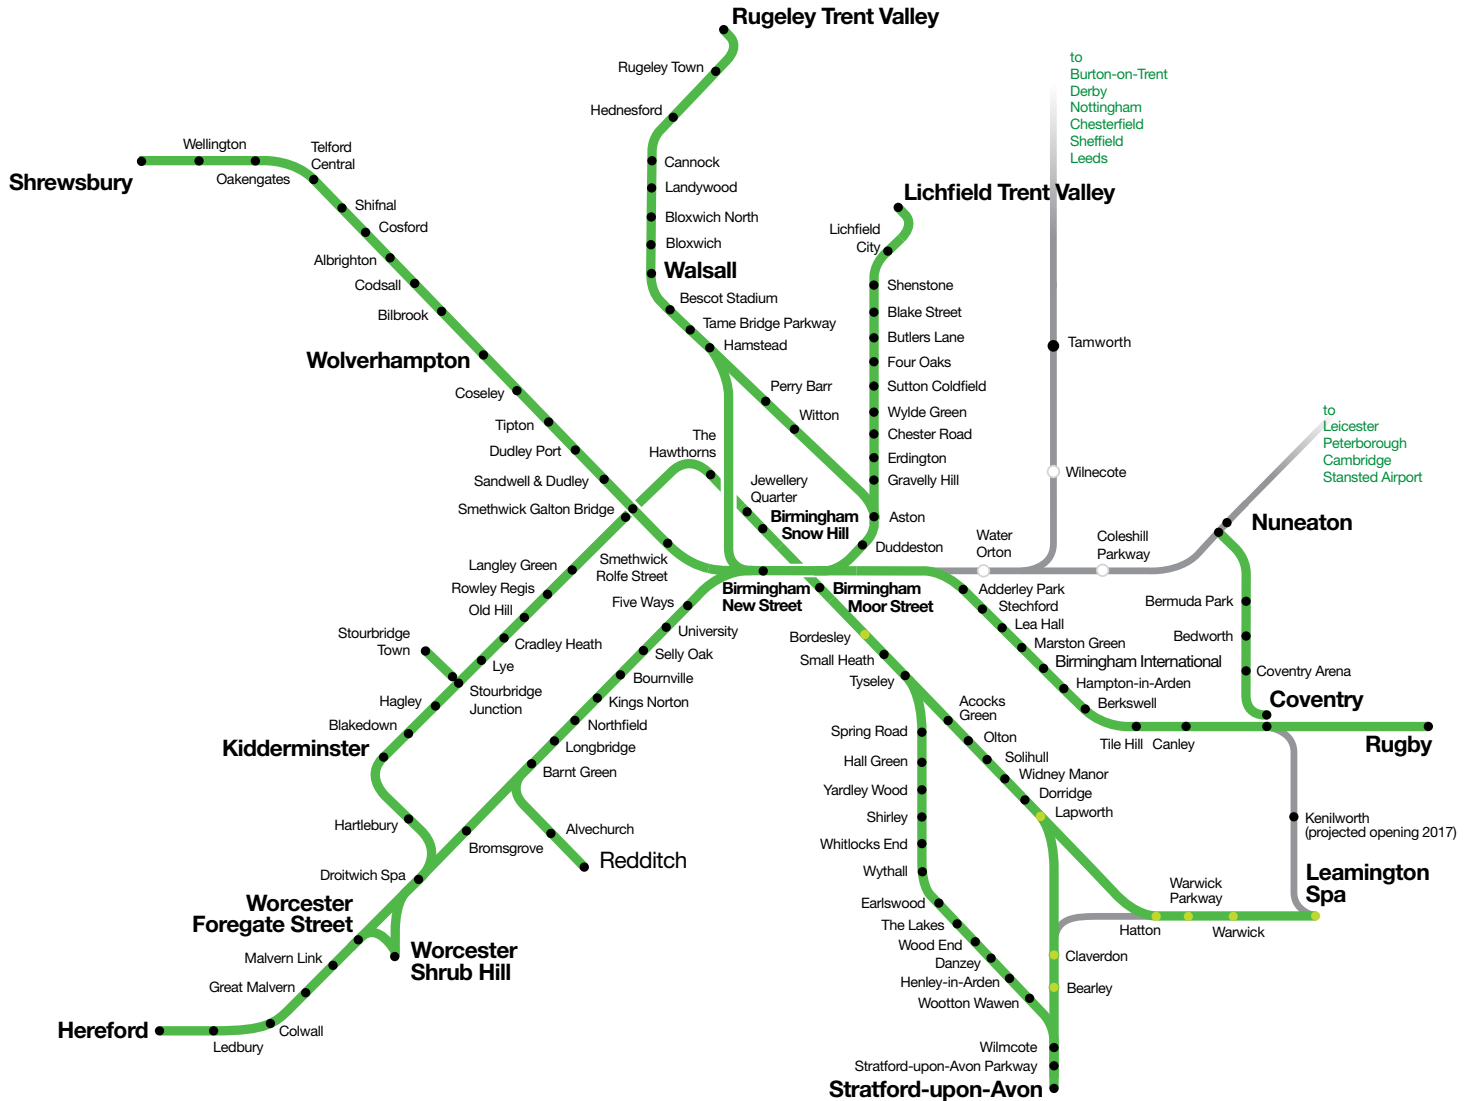 Rugeley Trent Valley
Rugeley Town
Hednesford
Cannock
Landywood
Bloxwich North
Bloxwich
Walsall
Bescot Stadium
Tame Bridge Parkway
Hamstead
Perry Barr
Witton
to
Burton-on-Trent
Derby
Nottingham
Chesterfield
Sheffield
Leeds
Wellington
Telford
Central
Oakengates
Shrewsbury
Shifnal
Cosford
Albrighton
Codsall
Bilbrook
Wolverhampton
Coseley
Tipton
Dudley Port
Sandwell & Dudley
Smethwick Galton Bridge
Smethwick
Rolfe Street
Lichfield Trent Valley
Lichfield
City
Shenstone
Blake Street
Butlers Lane
Four Oaks
Sutton Coldfield
Wylde Green
Chester Road
Erdington
Gravelly Hill
Aston
Duddeston
Tamworth
Wilnecote
Water
Orton
Coleshill
Parkway
to
Leicester
Peterborough
Cambridge
Stansted Airport
Nuneaton
Bermuda Park
Bedworth
Coventry Arena
Coventry
Rugby
The
Hawthorns
Jewellery
Quarter
Birmingham
Snow Hill
Birmingham
New Street
Birmingham
Moor Street
Langley Green
Rowley Regis
Old Hill
Cradley Heath
Lye
Stourbridge
Town
Stourbridge
Junction
Hagley
Blakedown
Kidderminster
Hartlebury
Droitwich Spa
Five Ways
University
Selly Oak
Bournville
Kings Norton
Northfield
Longbridge
Barnt Green
Alvechurch
Redditch
Bromsgrove
Worcester
Foregate Street
Worcester
Shrub Hill
Malvern Link
Great Malvern
Colwall
Ledbury
Hereford
Adderley Park
Stechford
Lea Hall
Marston Green
Birmingham International
Hampton-in-Arden
Berkswell
Tile Hill
Canley
Bordesley
Small Heath
Tyseley
Acocks
Green
Olton
Solihull
Widney Manor
Dorridge
Lapworth
Spring Road
Hall Green
Yardley Wood
Shirley
Whitlocks End
Wythall
Earlswood
The Lakes
Wood End
Danzey
Henley-in-Arden
Wootton Wawen
Kenilworth
(projected opening 2017)
Leamington
Spa
Warwick
Parkway
Hatton
Warwick
Claverdon
Bearley
Wilmcote
Stratford-upon-Avon Parkway
Stratford-upon-Avon